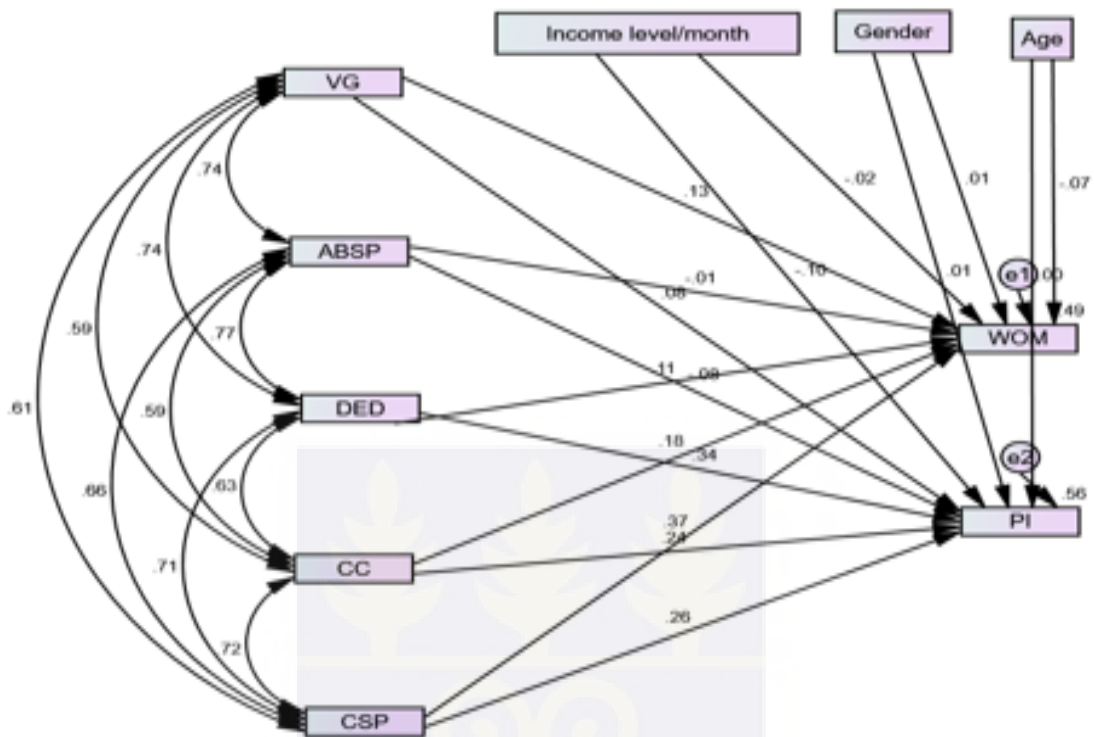 Income level/month
Gender
Age
VG
.74
-.02
.01
-.07
.13
.74
ABSP
-.01
-.10
.01
e1
.00
.08
.49
.59
.77
WOM
.11
-.09
.61
.59
DED
.18
.34
e2
.66
.63
.56
.37
PI
.24
.71
CC
.26
.72
CSP